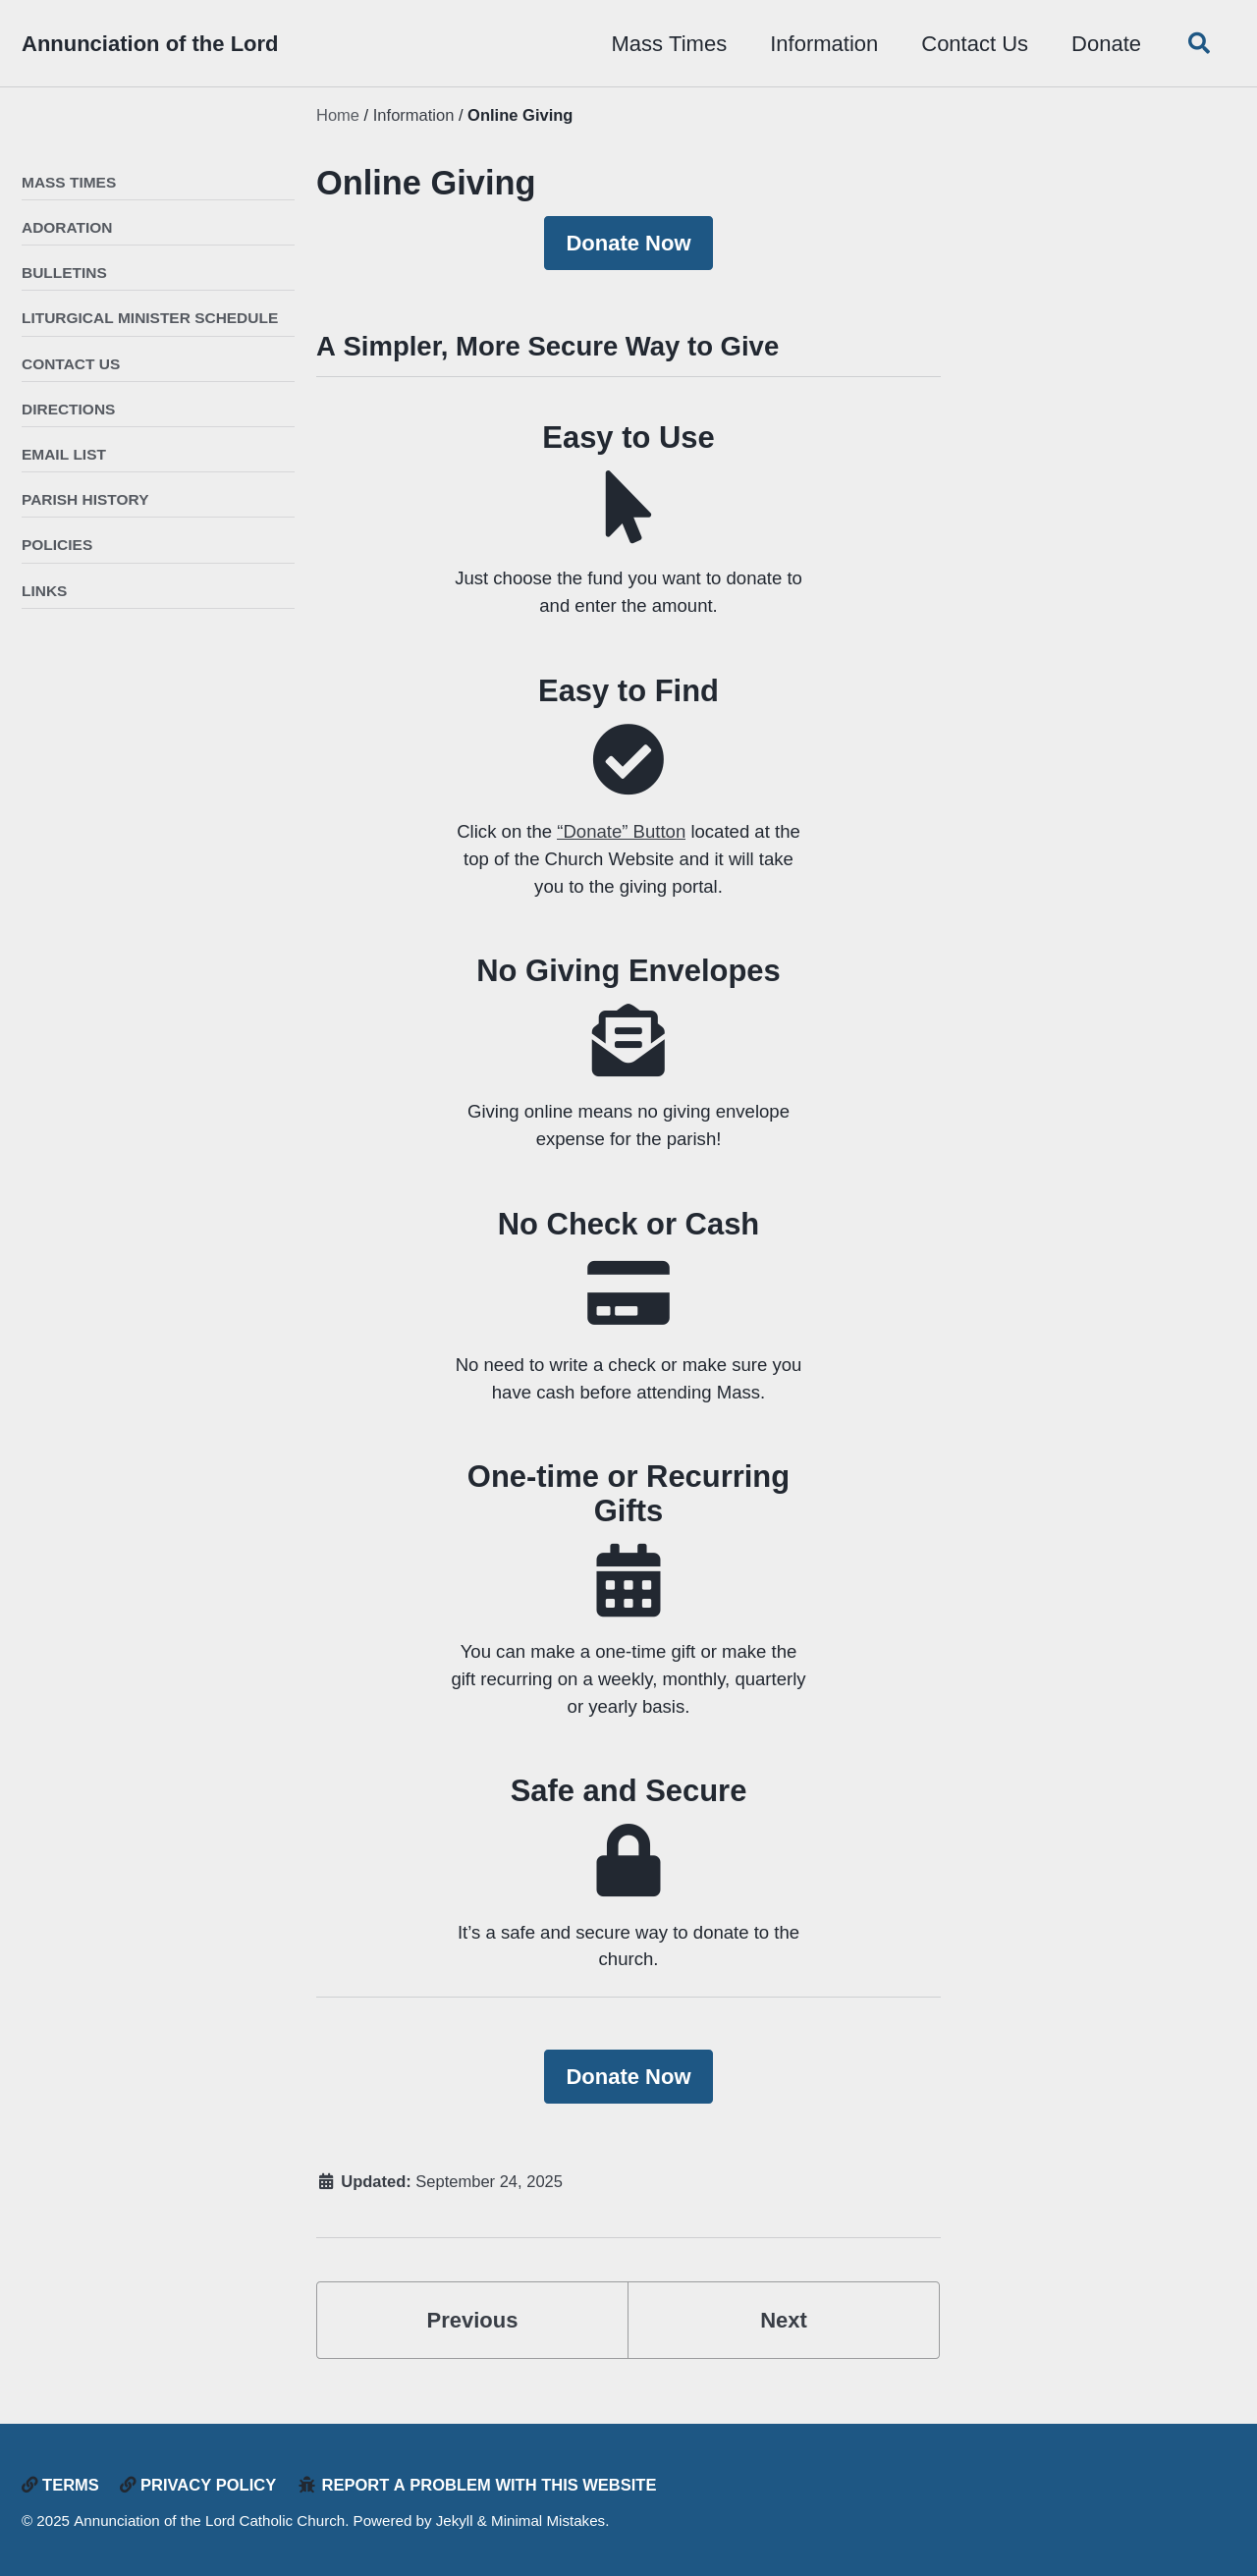 Annunciation of the Lord
Mass Times
Information
Contact Us
Donate
Home / Information / Online Giving
MASS TIMES
ADORATION
BULLETINS
LITURGICAL MINISTER SCHEDULE
CONTACT US
DIRECTIONS
EMAIL LIST
PARISH HISTORY
POLICIES
LINKS
Online Giving
Donate Now
A Simpler, More Secure Way to Give
Easy to Use
Just choose the fund you want to donate to
and enter the amount.
Easy to Find
Click on the “Donate” Button located at the
top of the Church Website and it will take
you to the giving portal.
No Giving Envelopes
Giving online means no giving envelope
expense for the parish!
No Check or Cash
No need to write a check or make sure you
have cash before attending Mass.
One-time or Recurring
Gifts
You can make a one-time gift or make the
gift recurring on a weekly, monthly, quarterly
or yearly basis.
Safe and Secure
It’s a safe and secure way to donate to the
church.
Donate Now
Updated: September 24, 2025
Previous
Next
TERMS
PRIVACY POLICY
REPORT A PROBLEM WITH THIS WEBSITE
© 2025 Annunciation of the Lord Catholic Church. Powered by Jekyll & Minimal Mistakes.